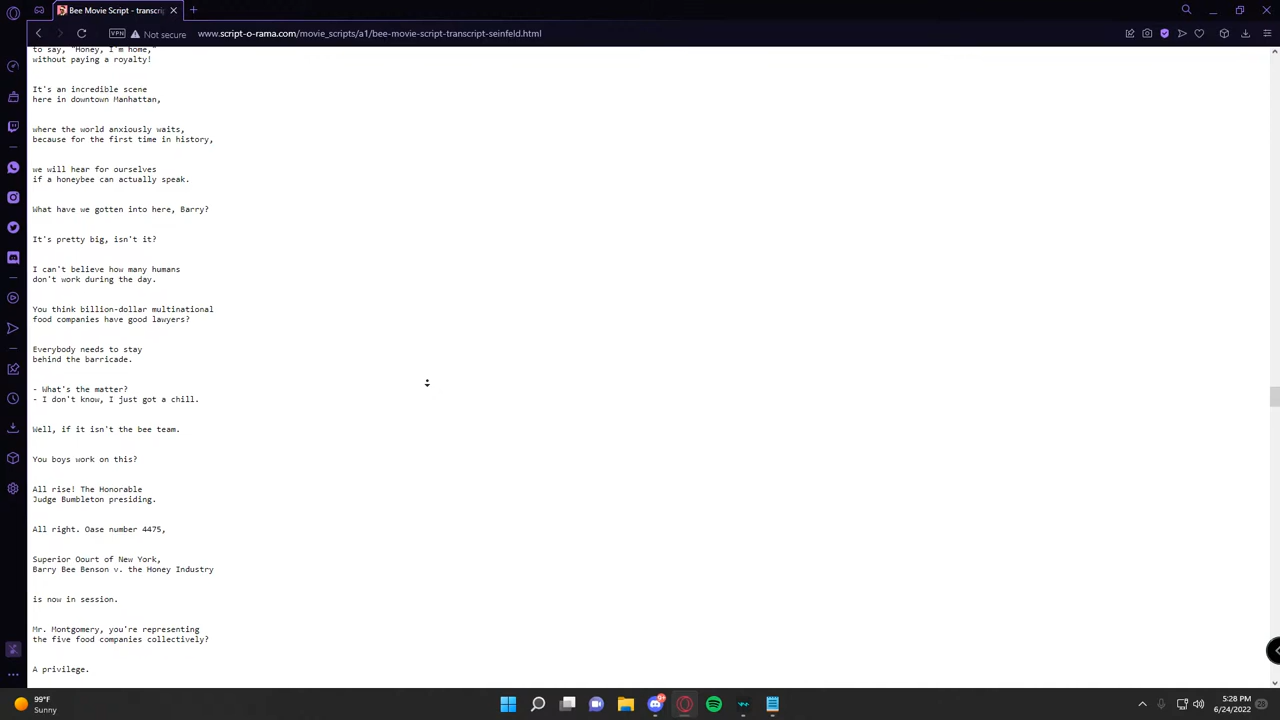 Bee Movie Script - transcri
VPN
Not secure
www.script-o-rama.com/movie_scripts/a1/bee-movie-script-transcript-seinfeld.html
to say, "Honey, I'm home,"
without paying a royalty!
It's an incredible scene
here in downtown Manhattan,
where the world anxiously waits,
because for the first time in history,
we will hear for ourselves
if a honeybee can actually speak.
What have we gotten into here, Barry?
It's pretty big, isn't it?
I can't believe how many humans
don't work during the day.
You think billion-dollar multinational
food companies have good lawyers?
Everybody needs to stay
behind the barricade.
- What's the matter?
- I don't know, I just got a chill.
Well, if it isn't the bee team.
You boys work on this?
All rise! The Honorable
Judge Bumbleton presiding.
All right. Oase number 4475,
Superior Oourt of New York,
Barry Bee Benson v. the Honey Industry
is now in session.
Mr. Montgomery, you're representing
the five food companies collectively?
A privilege.
99°F
Sunny
5:28 PM
6/24/2022